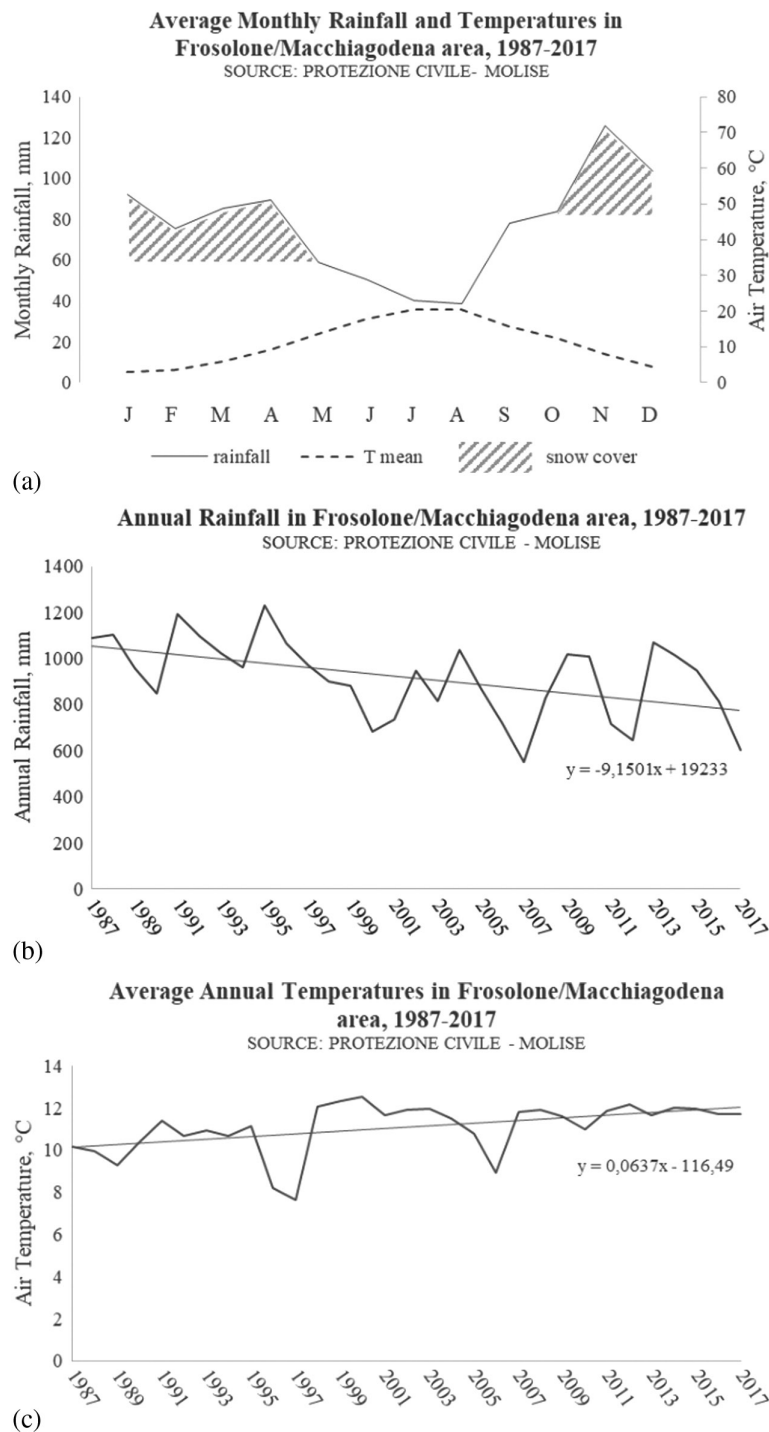 Average Monthly Rainfall and Temperatures in
Frosolone/Macchiagodena area, 1987-2017
SOURCE: PROTEZIONE CIVILE- MOLISE
140
120
100
80
60
40
20
0
Monthly Rainfall, mm
80
70
60
50
40
30
20
10
0
Air Temperature, °C
J F M A M J J A S O N D
rainfall T mean snow cover
(a)
Annual Rainfall in Frosolone/Macchiagodena area, 1987-2017
SOURCE: PROTEZIONE CIVILE - MOLISE
1400
1200
1000
800
600
400
200
0
Annual Rainfall, mm
y = -9,1501x + 19233
1987 1989 1991 1993 1995 1997 1999 2001 2003 2005 2007 2009 2011 2013 2015 2017
(b)
Average Annual Temperatures in Frosolone/Macchiagodena
area, 1987-2017
SOURCE: PROTEZIONE CIVILE - MOLISE
14
12
10
8
6
4
2
0
Air Temperature, °C
y = 0,0637x - 116,49
1987 1989 1991 1993 1995 1997 1999 2001 2003 2005 2007 2009 2011 2013 2015 2017
(c)